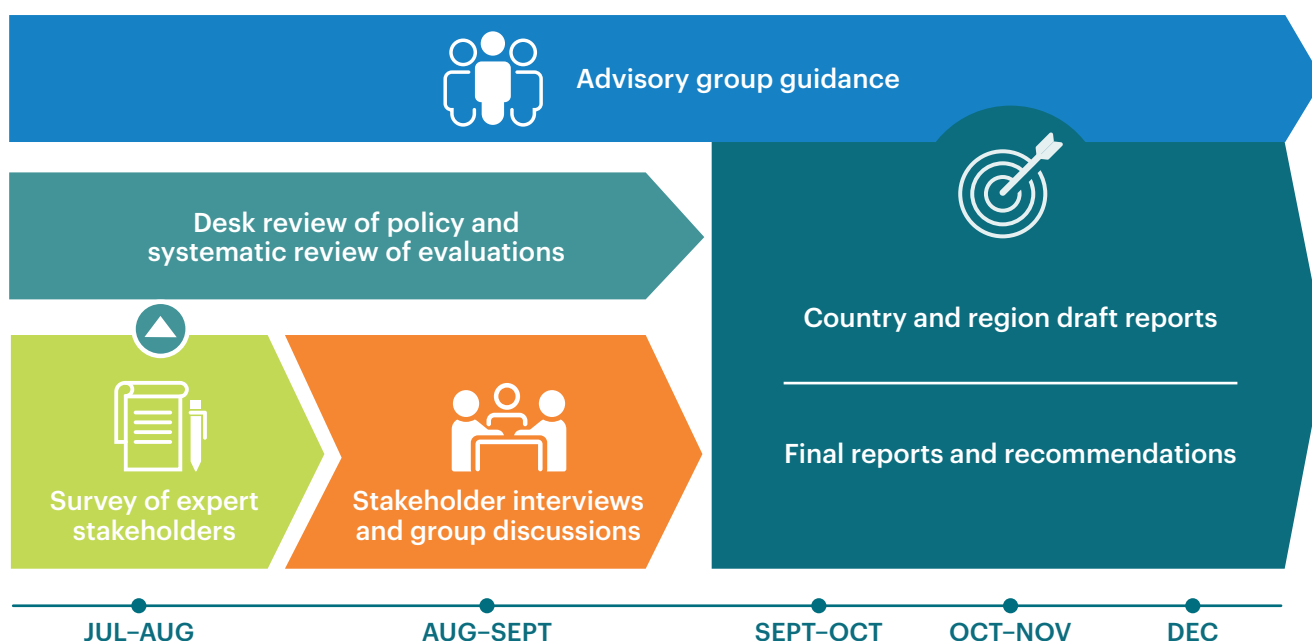 Advisory group guidance
Desk review of policy and
systematic review of evaluations
Country and region draft reports
Final reports and recommendations
Survey of expert
stakeholders
Stakeholder interviews
and group discussions
JUL–AUG
AUG–SEPT
SEPT–OCT
OCT–NOV
DEC